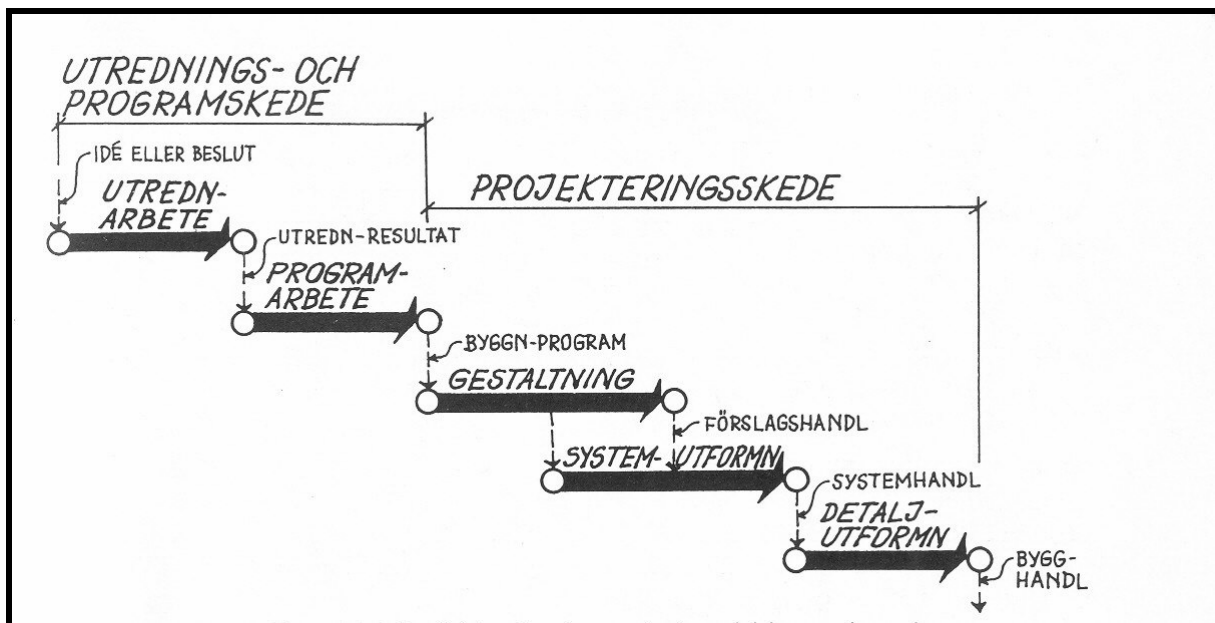 UTREDNINGS- OCH
PROGRAMSKEDE
IDÉ ELLER BESLUT
UTREDN-
ARBETE
PROJEKTERINGSSKEDE
UTREDN-RESULTAT
PROGRAM-
ARBETE
BYGGN-PROGRAM
GESTALTNING
FÖRSLAGSHANDL
SYSTEM-UTFORMN
SYSTEMHANDL
DETALJ-
UTFORMN
BYGG-
HANDL